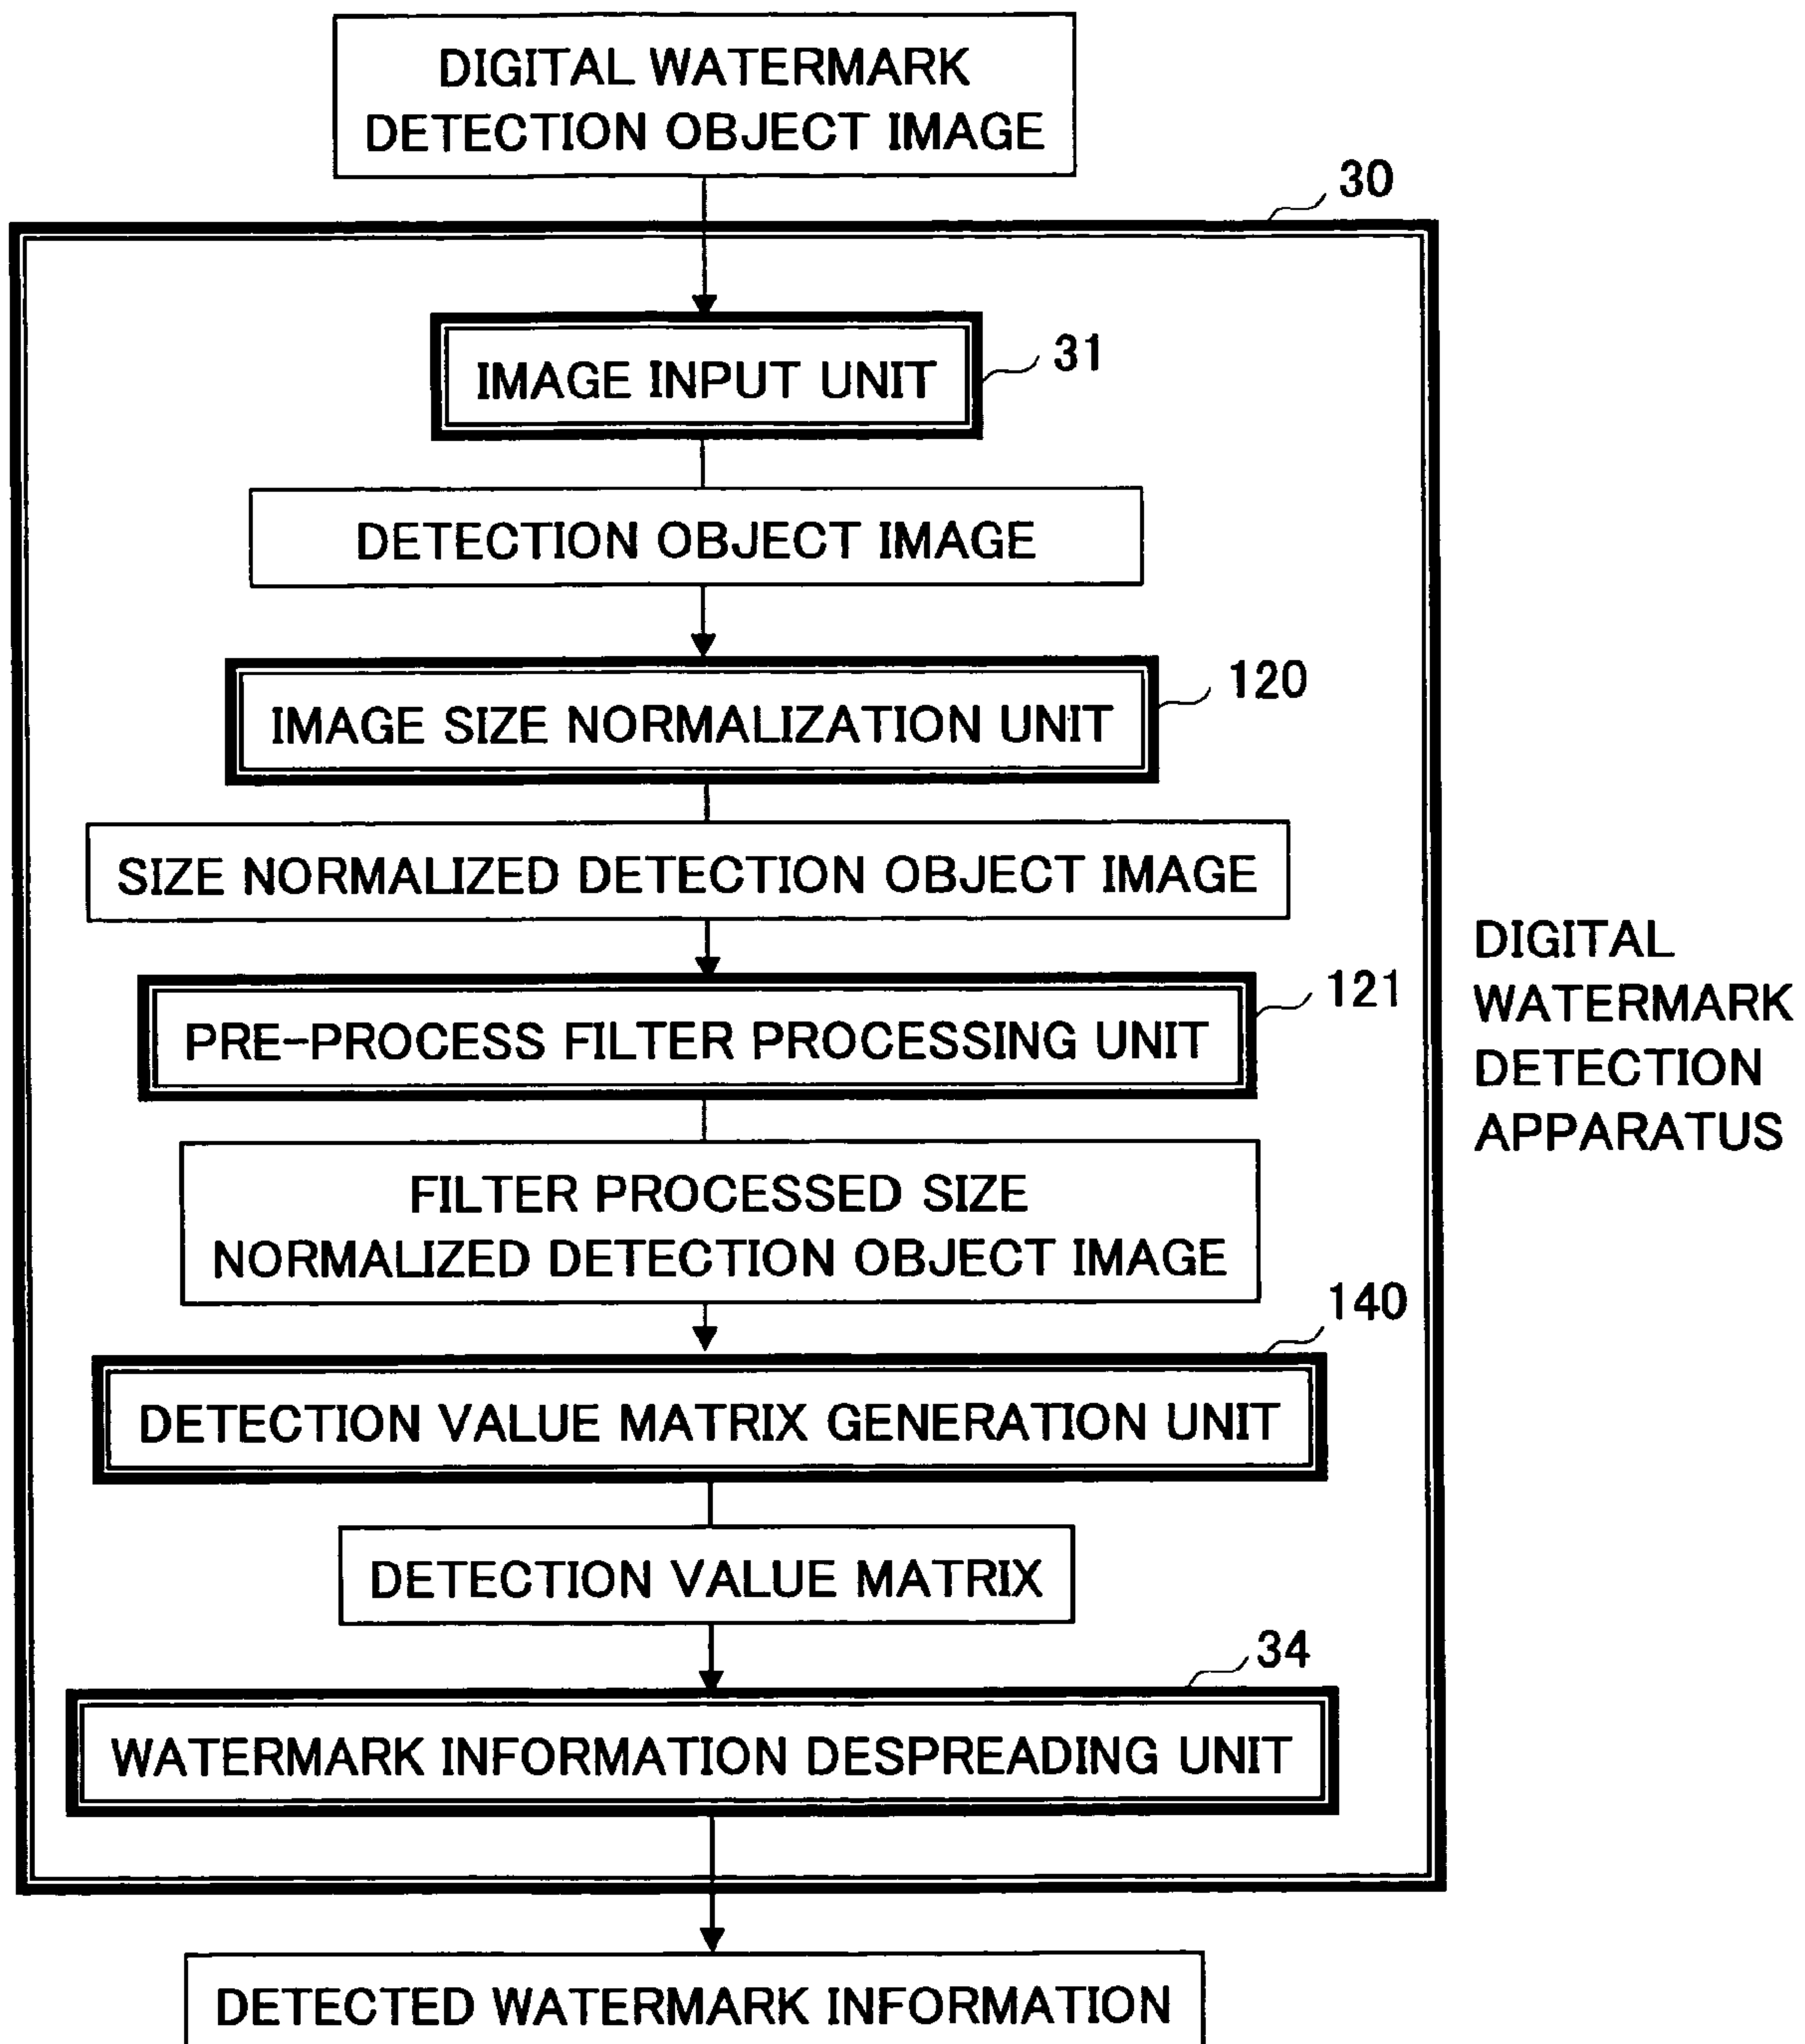 DIGITAL WATERMARK
DETECTION OBJECT IMAGE
30
IMAGE INPUT UNIT
31
DETECTION OBJECT IMAGE
120
IMAGE SIZE NORMALIZATION UNIT
SIZE NORMALIZED DETECTION OBJECT IMAGE
DIGITAL
WATERMARK
DETECTION
APPARATUS
121
PRE-PROCESS FILTER PROCESSING UNIT
FILTER PROCESSED SIZE
NORMALIZED DETECTION OBJECT IMAGE
140
DETECTION VALUE MATRIX GENERATION UNIT
DETECTION VALUE MATRIX
34
WATERMARK INFORMATION DESPREADING UNIT
DETECTED WATERMARK INFORMATION